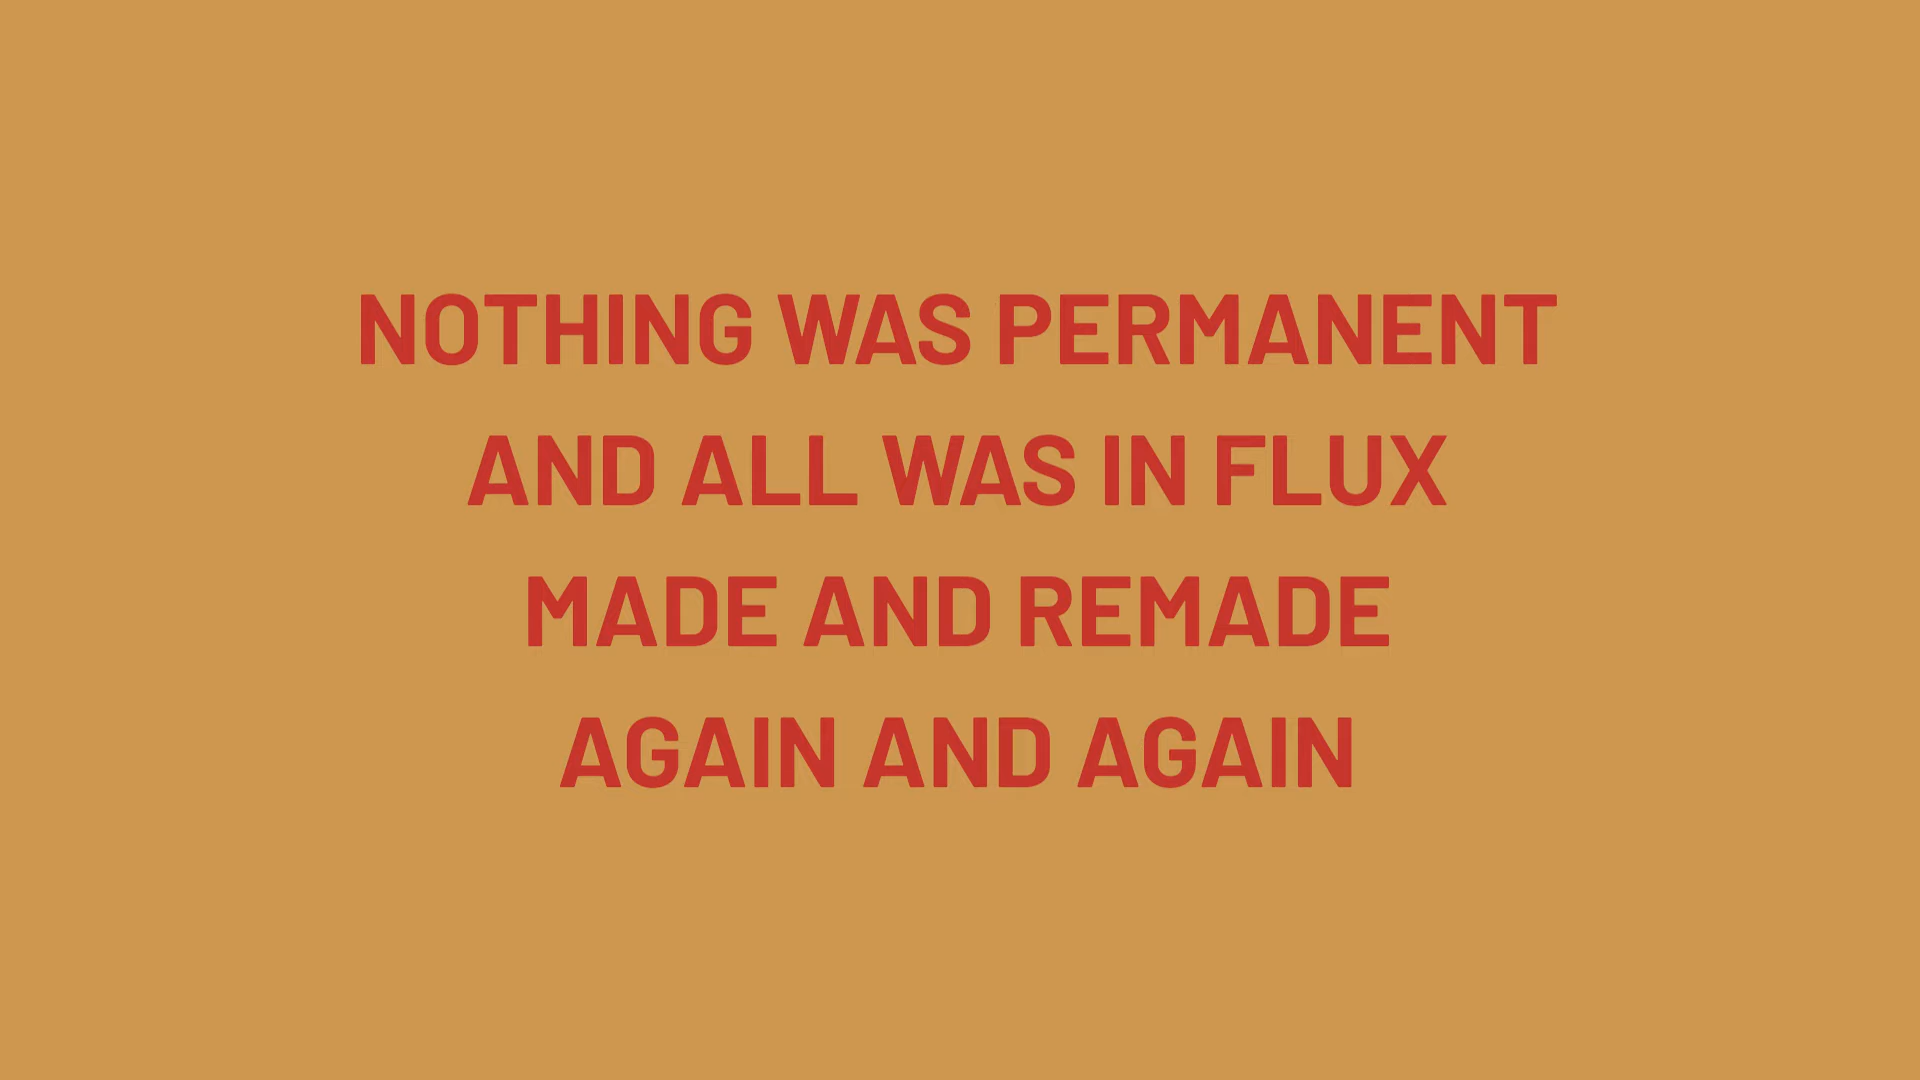 NOTHING WAS PERMANENT
AND ALL WAS IN FLUX
MADE AND REMADE
AGAIN AND AGAIN